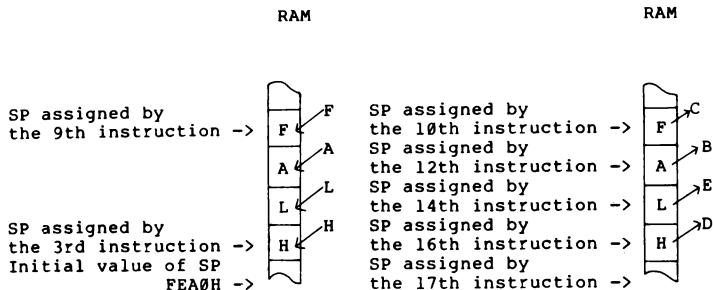 RAM
RAM
SP assigned by
the 9th instruction ->
F
F
A
A
L
L
SP assigned by
the 3rd instruction ->
H
H
Initial value of SP
FEA0H ->
SP assigned by
the 10th instruction ->
F
C
SP assigned by
the 12th instruction ->
A
B
SP assigned by
the 14th instruction ->
L
E
SP assigned by
the 16th instruction ->
H
D
SP assigned by
the 17th instruction ->